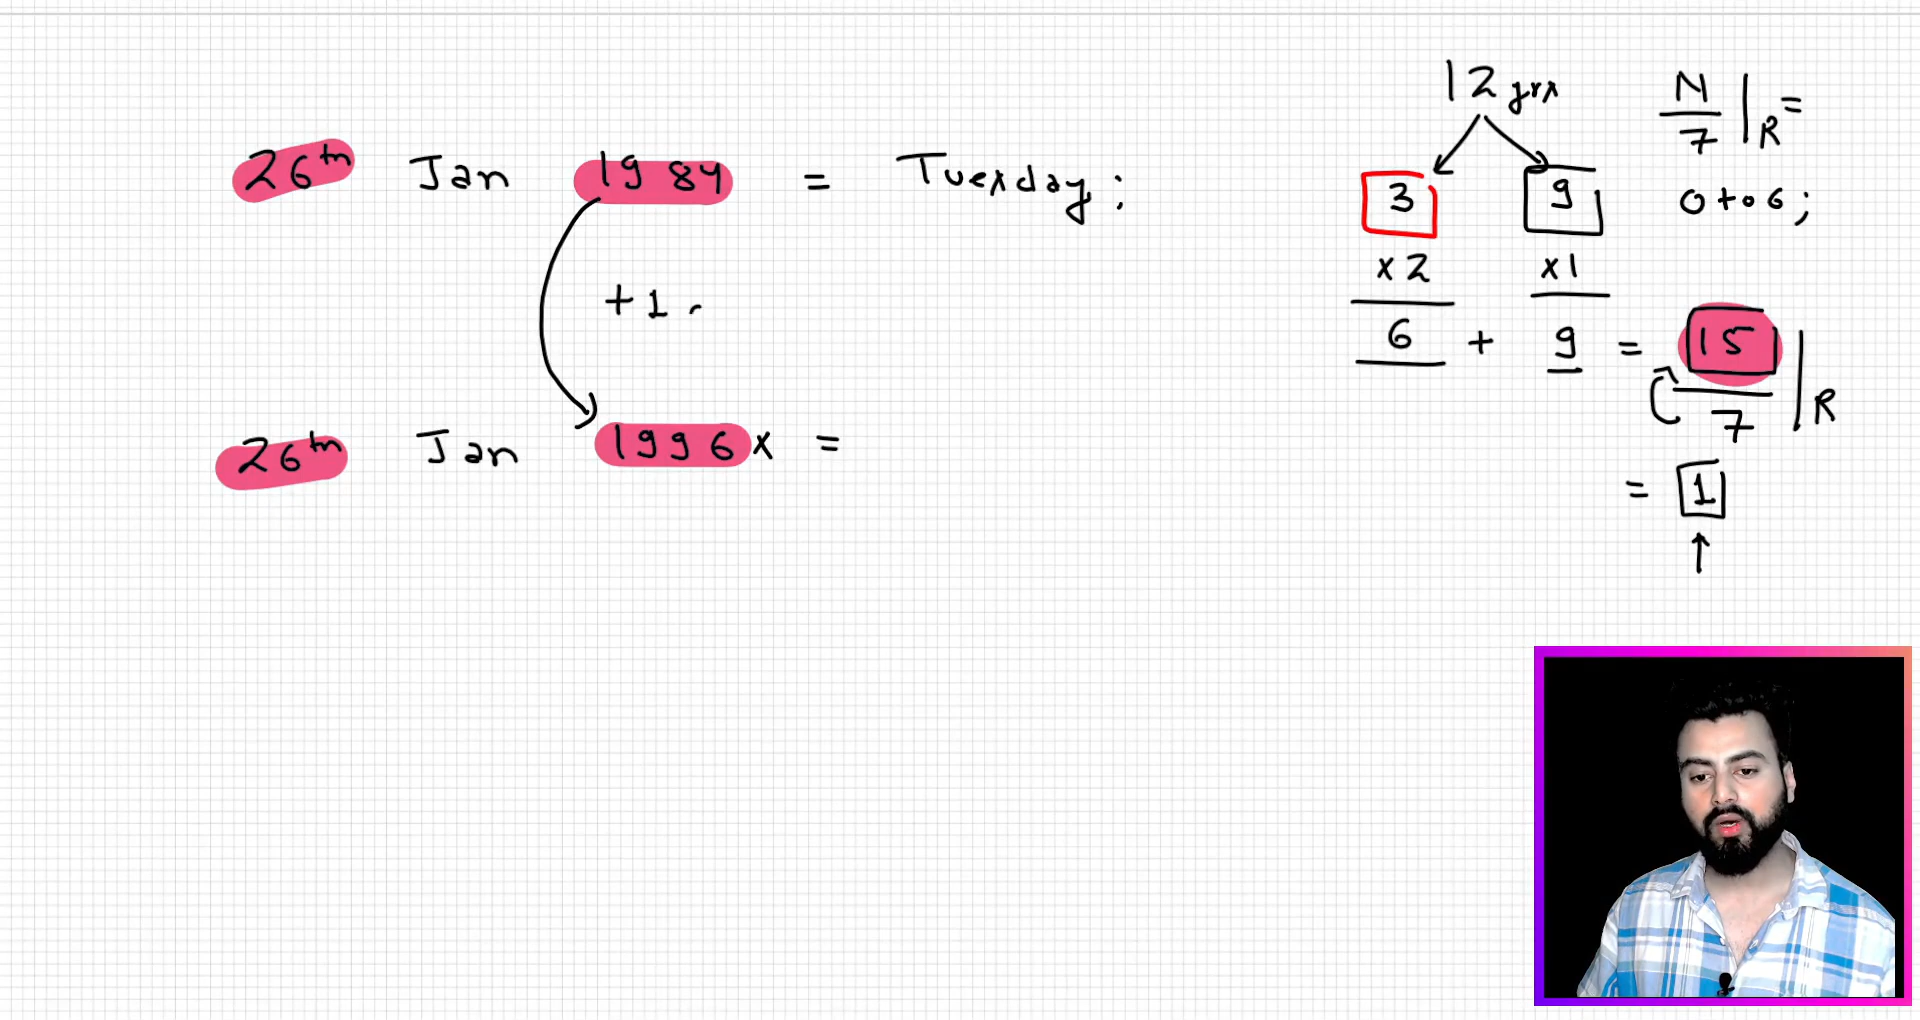 26th Jan 1984 = Tuesday;
+1
26th Jan 1996 x =
12 yrs
3 9
x2 x1
6 + 9 = 15
7 | R
= 1
N
7 | R =
0 to 6;